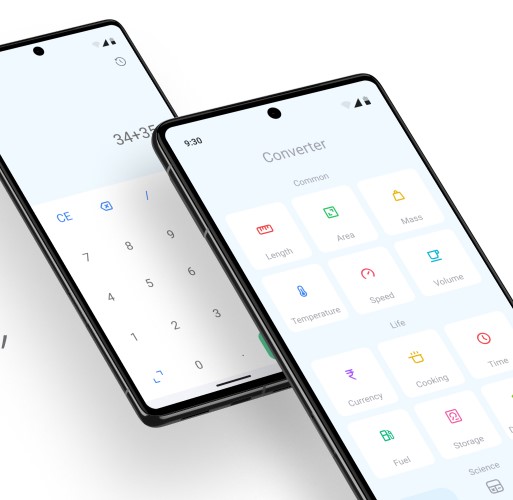 34+35
CE
/
7
8
9
4
5
6
1
2
3
0
.
9:30
Converter
Common
Length
Area
Mass
Temperature
Speed
Volume
Life
Currency
Cooking
Time
Fuel
Storage
Science